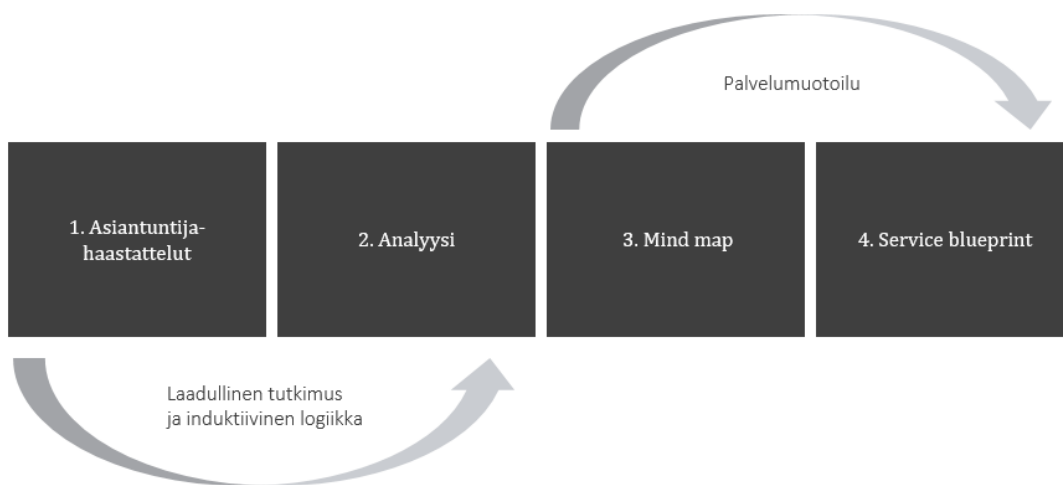 Palvelumuotoilu
1. Asiantuntija-
haastattelut
2. Analyysi
3. Mind map
4. Service blueprint
Laadullinen tutkimus
ja induktiivinen logiikka